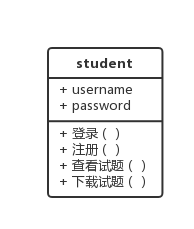 student
+ username
+ password
+ 登录（ ）
+ 注册（ ）
+ 查看试题（ ）
+ 下载试题（ ）